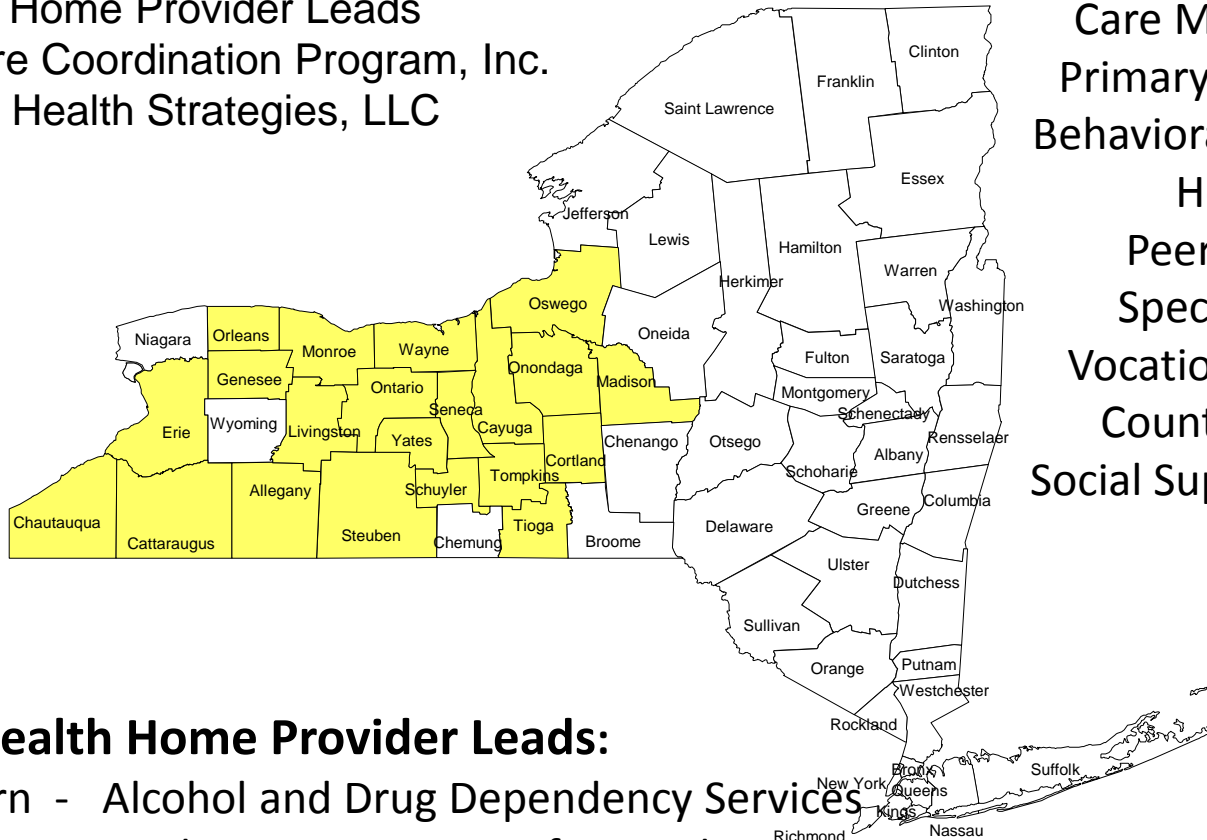 Home Provider Leads
re Coordination Program, Inc.
Health Strategies, LLC
Care M
Primary
Behaviora
H
Peer
Spec
Vocatio
Count
Social Sup
Clinton
Franklin
Saint Lawrence
Essex
Jefferson
Lewis
Hamilton
Herkimer
Warren
Washington
Oswego
Oneida
Niagara
Orleans
Monroe
Wayne
Fulton
Saratoga
Onondaga
Genesee
Madison
Ontario
Montgomery
Seneca
Schenectady
Erie
Wyoming
Livingston
Yates
Cayuga
Chenango
Otsego
Rensselaer
Albany
Cortland
Schoharie
Tompkins
Allegany
Schuyler
Columbia
Greene
Chautauqua
Cattaraugus
Steuben
Chemung
Tioga
Broome
Delaware
Ulster
Dutchess
Sullivan
Orange
Putnam
Westchester
Rockland
Bronx
New York
Queens
Suffolk
Kings
Nassau
Richmond
ealth Home Provider Leads:
rn - Alcohol and Drug Dependency Services